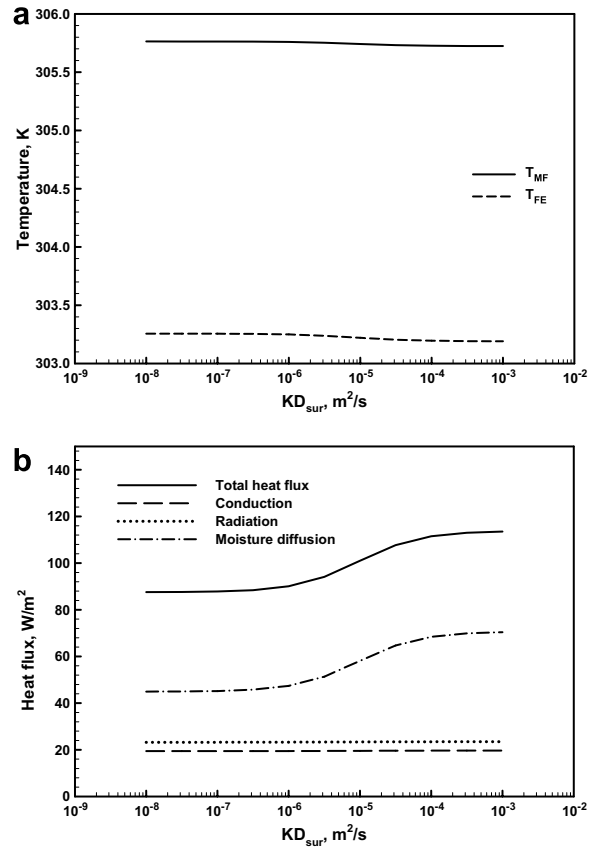 a
306.0
305.5
305.0
304.5
304.0
303.5
303.0
Temperature, K
T_MF
T_FE
10^-9
10^-8
10^-7
10^-6
10^-5
10^-4
10^-3
10^-2
KD_sur, m^2/s
b
140
120
100
80
60
40
20
0
Heat flux, W/m^2
Total heat flux
Conduction
Radiation
Moisture diffusion
10^-9
10^-8
10^-7
10^-6
10^-5
10^-4
10^-3
10^-2
KD_sur, m^2/s